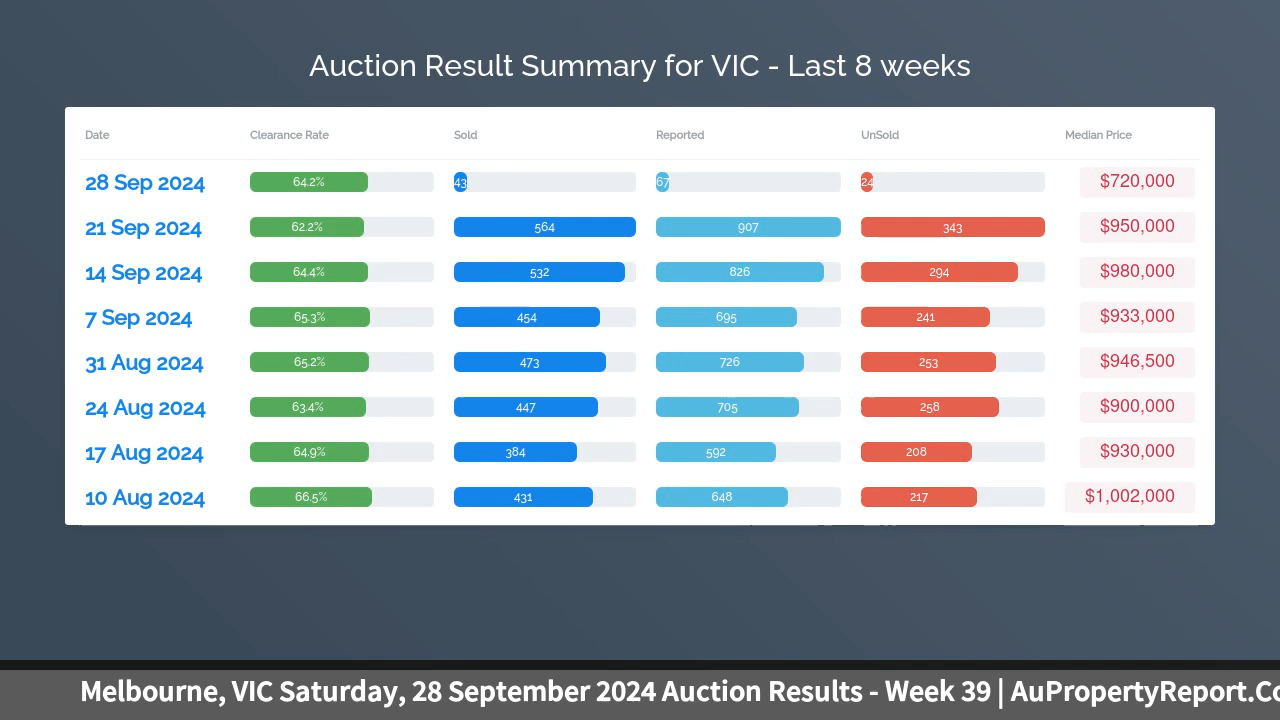 Auction Result Summary for VIC - Last 8 weeks
Date Clearance Rate Sold Reported UnSold Median Price
28 Sep 2024 64.2% 43 67 24 $720,000
21 Sep 2024 62.2% 564 907 343 $950,000
14 Sep 2024 64.4% 532 826 294 $980,000
7 Sep 2024 65.3% 454 695 241 $933,000
31 Aug 2024 65.2% 473 726 253 $946,500
24 Aug 2024 63.4% 447 705 258 $900,000
17 Aug 2024 64.9% 384 592 208 $930,000
10 Aug 2024 66.5% 431 648 217 $1,002,000
Melbourne, VIC Saturday, 28 September 2024 Auction Results - Week 39 | AuPropertyReport.Co